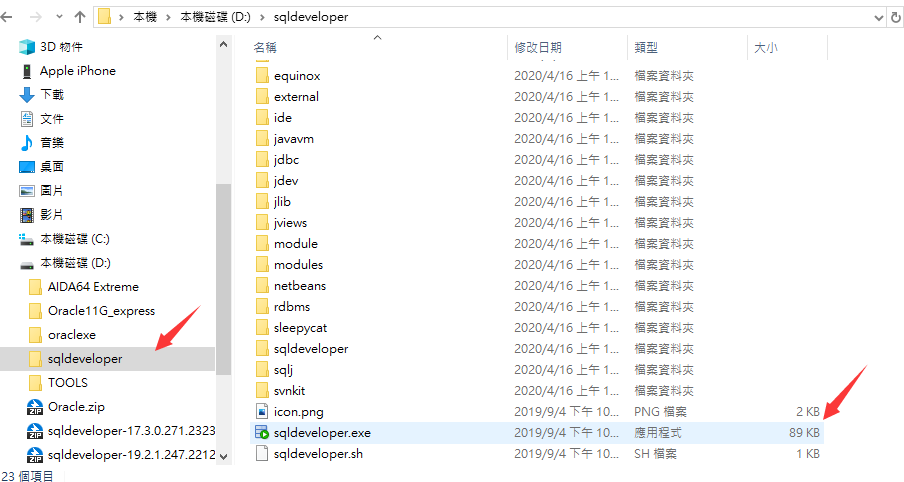 本機 › 本機磁碟 (D:) › sqldeveloper
3D 物件
Apple iPhone
下載
文件
音樂
桌面
圖片
影片
本機磁碟 (C:)
本機磁碟 (D:)
AIDA64 Extreme
Oracle11G_express
oraclexe
sqldeveloper
TOOLS
Oracle.zip
sqldeveloper-17.3.0.271.2323
sqldeveloper-19.2.1.247.2212
名稱 修改日期 類型 大小
equinox 2020/4/16 上午 1... 檔案資料夾
external 2020/4/16 上午 1... 檔案資料夾
ide 2020/4/16 上午 1... 檔案資料夾
javavm 2020/4/16 上午 1... 檔案資料夾
jdbc 2020/4/16 上午 1... 檔案資料夾
jdev 2020/4/16 上午 1... 檔案資料夾
jlib 2020/4/16 上午 1... 檔案資料夾
jviews 2020/4/16 上午 1... 檔案資料夾
module 2020/4/16 上午 1... 檔案資料夾
modules 2020/4/16 上午 1... 檔案資料夾
netbeans 2020/4/16 上午 1... 檔案資料夾
rdbms 2020/4/16 上午 1... 檔案資料夾
sleepycat 2020/4/16 上午 1... 檔案資料夾
sqldeveloper 2020/4/16 上午 1... 檔案資料夾
sqlj 2020/4/16 上午 1... 檔案資料夾
svnkit 2020/4/16 上午 1... 檔案資料夾
icon.png 2019/9/4 下午 10... PNG 檔案 2 KB
sqldeveloper.exe 2019/9/4 下午 10... 應用程式 89 KB
sqldeveloper.sh 2019/9/4 下午 10... SH 檔案 1 KB
23 個項目